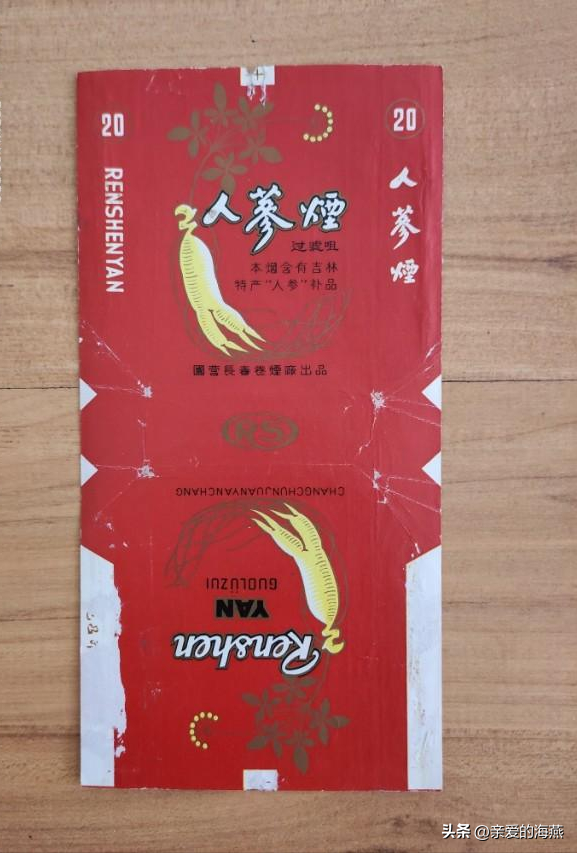 20
RENSHENYAN
20
人蔘煙
人蔘煙
过滤咀
本烟含有吉林
特产"人参"补品
國营長春卷煙廠出品
RS
CHANGCHUNJUANYANCHANG
Renshen
YAN
GUOLÜZUI
头条 @亲爱的海燕